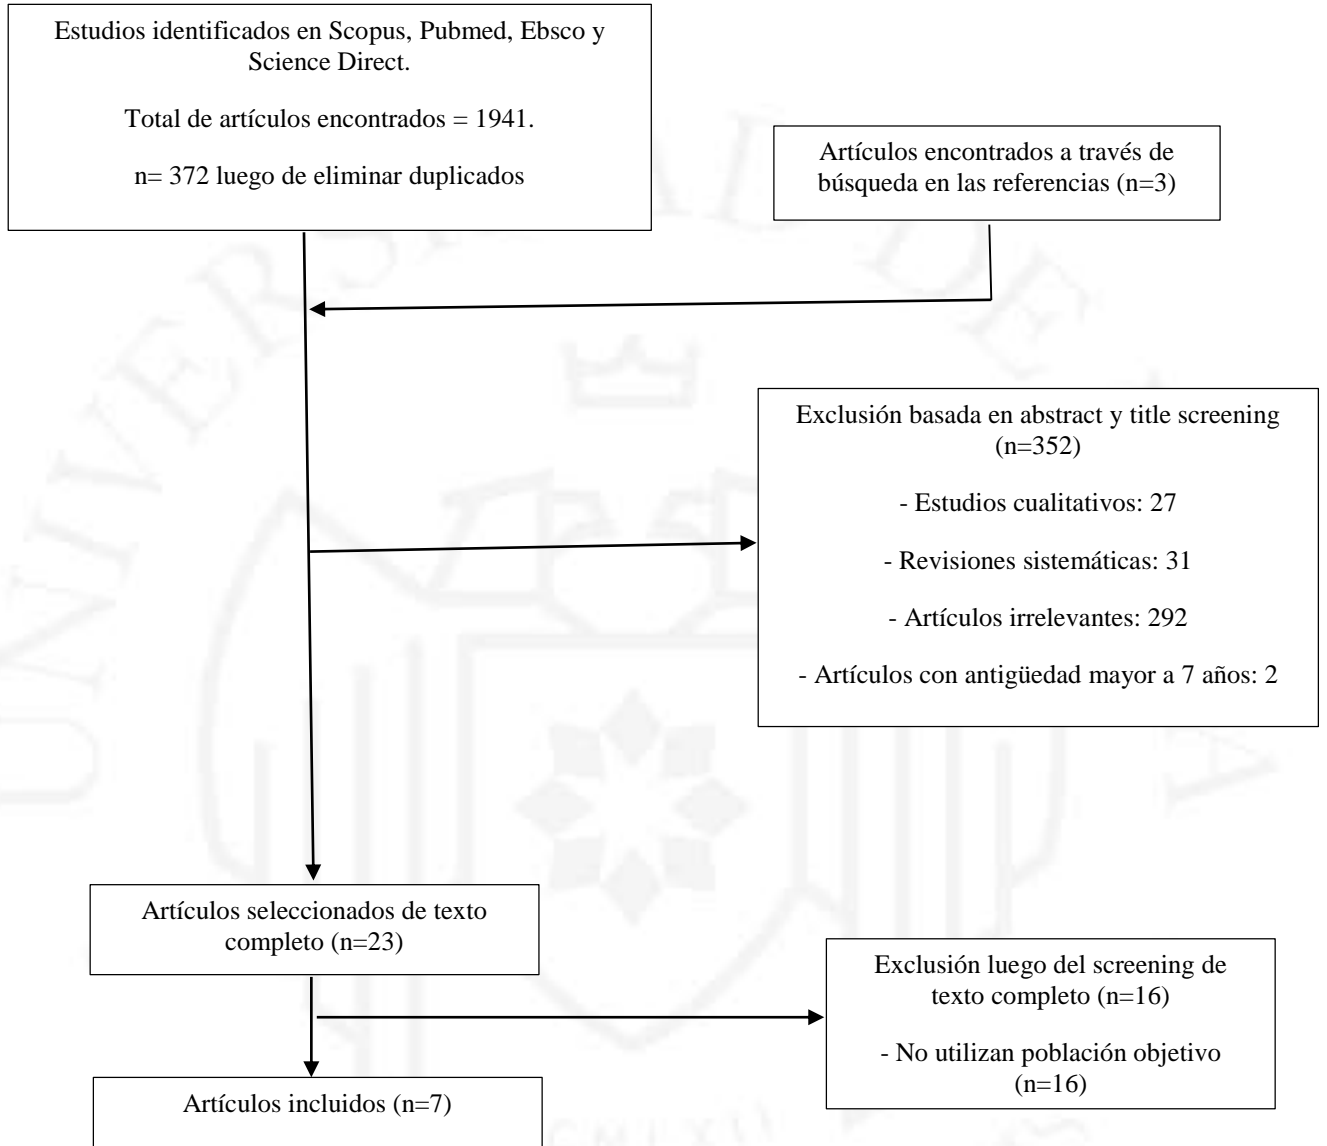 Estudios identificados en Scopus, Pubmed, Ebsco y
Science Direct.
Total de artículos encontrados = 1941.
n= 372 luego de eliminar duplicados
Artículos encontrados a través de
búsqueda en las referencias (n=3)
Exclusión basada en abstract y title screening
(n=352)
- Estudios cualitativos: 27
- Revisiones sistemáticas: 31
- Artículos irrelevantes: 292
- Artículos con antigüedad mayor a 7 años: 2
Artículos seleccionados de texto
completo (n=23)
Exclusión luego del screening de
texto completo (n=16)
- No utilizan población objetivo
(n=16)
Artículos incluidos (n=7)